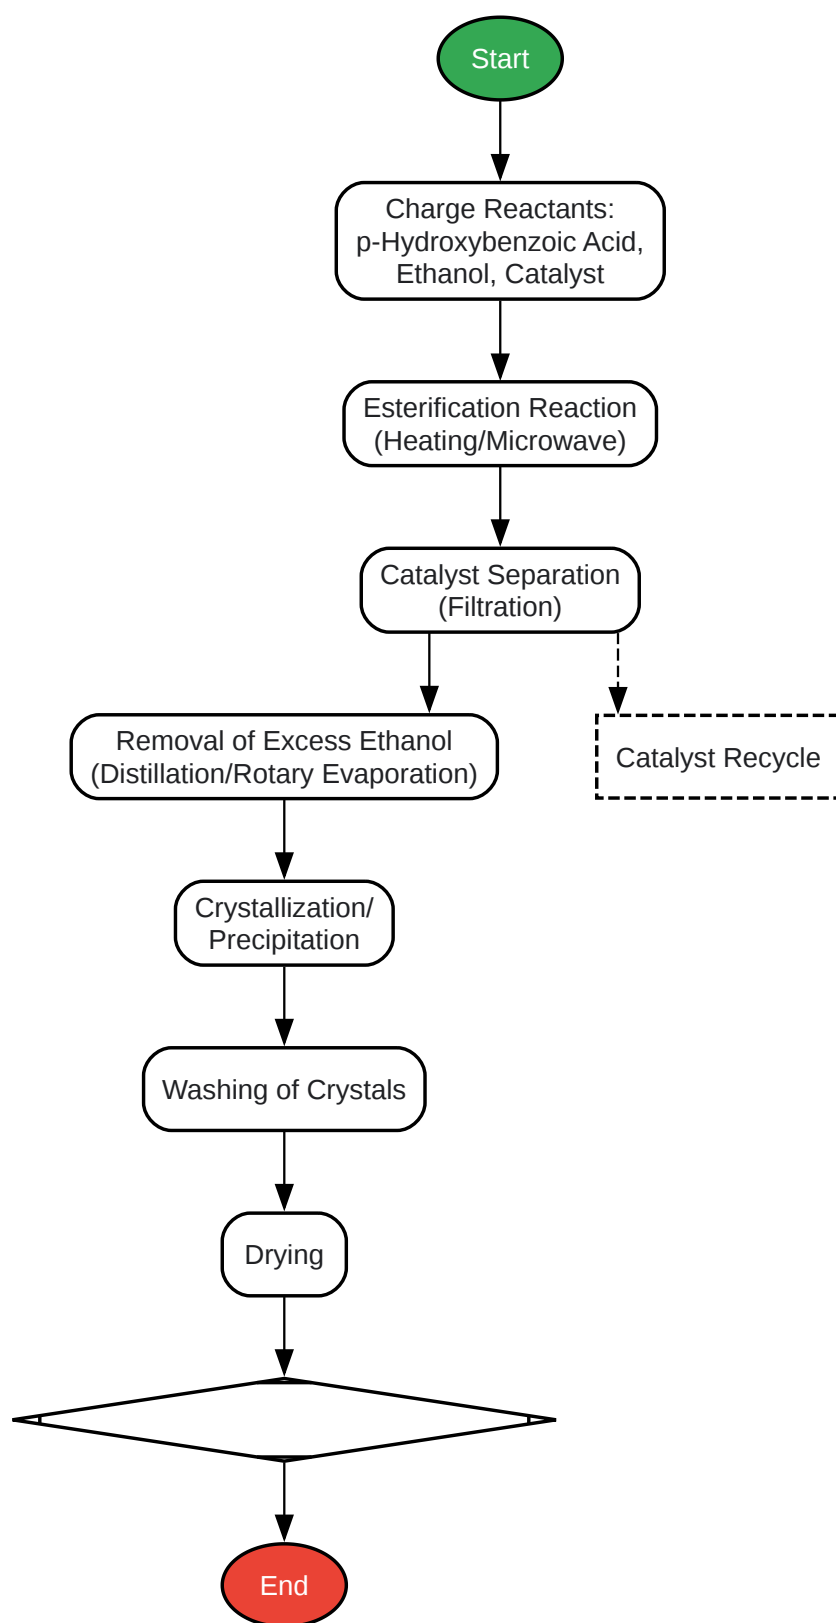 Start
Charge Reactants:
p-Hydroxybenzoic Acid,
Ethanol, Catalyst
Esterification Reaction
(Heating/Microwave)
Catalyst Separation
(Filtration)
Removal of Excess Ethanol
(Distillation/Rotary Evaporation)
Catalyst Recycle
Crystallization/
Precipitation
Washing of Crystals
Drying
End